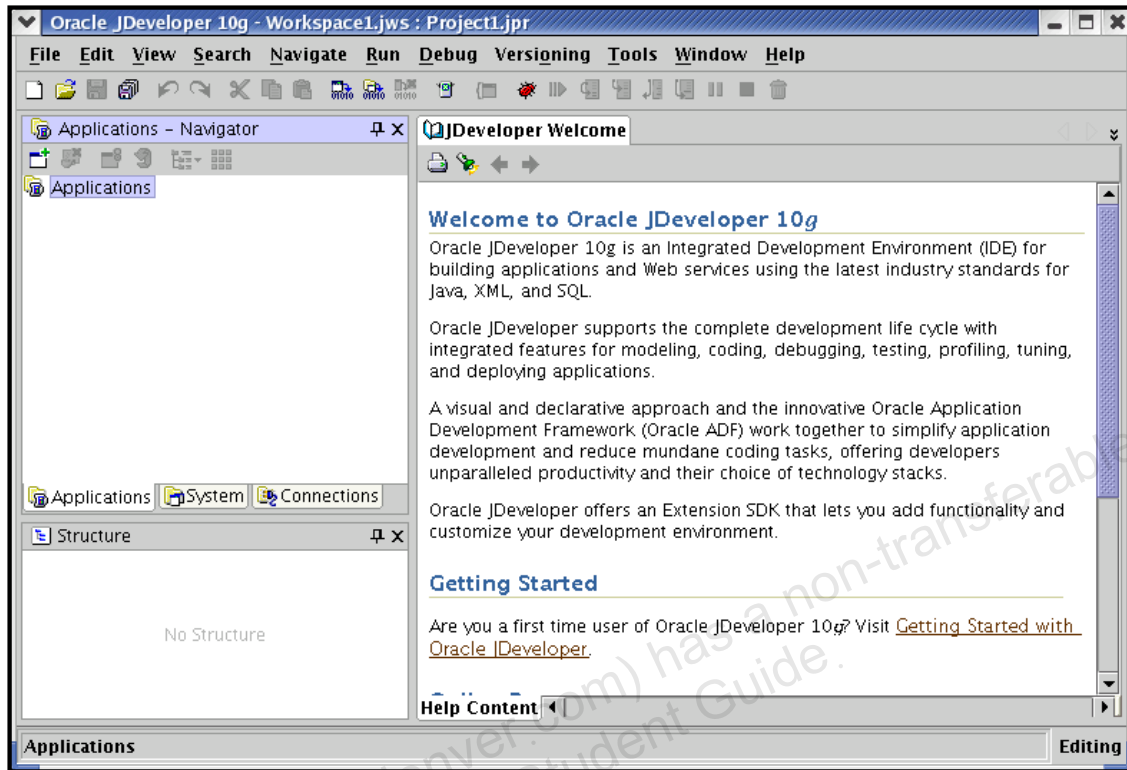 Oracle JDeveloper 10g - Workspace1.jws : Project1.jpr
File Edit View Search Navigate Run Debug Versioning Tools Window Help
Applications – Navigator
Applications
Applications System Connections
Structure
No Structure
JDeveloper Welcome
Welcome to Oracle JDeveloper 10g
Oracle JDeveloper 10g is an Integrated Development Environment (IDE) for
building applications and Web services using the latest industry standards for
Java, XML, and SQL.
Oracle JDeveloper supports the complete development life cycle with
integrated features for modeling, coding, debugging, testing, profiling, tuning,
and deploying applications.
A visual and declarative approach and the innovative Oracle Application
Development Framework (Oracle ADF) work together to simplify application
development and reduce mundane coding tasks, offering developers
unparalleled productivity and their choice of technology stacks.
Oracle JDeveloper offers an Extension SDK that lets you add functionality and
customize your development environment.
Getting Started
Are you a first time user of Oracle JDeveloper 10g? Visit Getting Started with
Oracle JDeveloper.
Help Content
Applications
Editing
com) has a non-transferable
Student Guide.